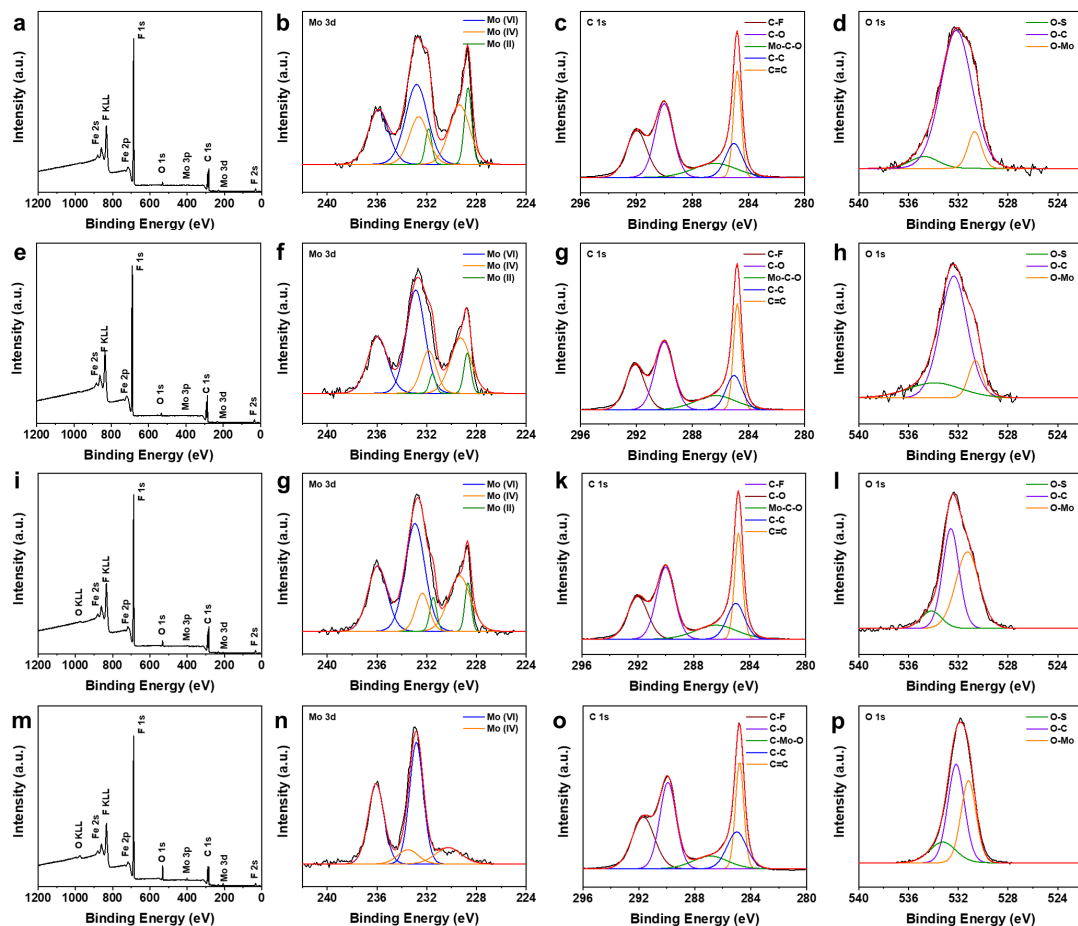 a
F 1s
F KLL
Fe 2s
Fe 2p
O 1s
Mo 3p
C 1s
Mo 3d
F 2s
Intensity (a.u.)
1200 1000 800 600 400 200 0
Binding Energy (eV)
b
Mo 3d
Mo (VI)
Mo (IV)
Mo (II)
Intensity (a.u.)
240 236 232 228 224
Binding Energy (eV)
c
C 1s
C-F
C-O
Mo-C-O
C-C
C=C
Intensity (a.u.)
296 292 288 284 280
Binding Energy (eV)
d
O 1s
O-S
O-C
O-Mo
Intensity (a.u.)
540 536 532 528 524
Binding Energy (eV)
e
F 1s
F KLL
Fe 2s
Fe 2p
O 1s
Mo 3p
C 1s
Mo 3d
F 2s
Intensity (a.u.)
1200 1000 800 600 400 200 0
Binding Energy (eV)
f
Mo 3d
Mo (VI)
Mo (IV)
Mo (II)
Intensity (a.u.)
240 236 232 228 224
Binding Energy (eV)
g
C 1s
C-F
C-O
Mo-C-O
C-C
C=C
Intensity (a.u.)
296 292 288 284 280
Binding Energy (eV)
h
O 1s
O-S
O-C
O-Mo
Intensity (a.u.)
540 536 532 528 524
Binding Energy (eV)
i
F 1s
O KLL
Fe 2s
F KLL
Fe 2p
O 1s
Mo 3p
C 1s
Mo 3d
F 2s
Intensity (a.u.)
1200 1000 800 600 400 200 0
Binding Energy (eV)
g
Mo 3d
Mo (VI)
Mo (IV)
Mo (II)
Intensity (a.u.)
240 236 232 228 224
Binding Energy (eV)
k
C 1s
C-F
C-O
Mo-C-O
C-C
C=C
Intensity (a.u.)
296 292 288 284 280
Binding Energy (eV)
l
O 1s
O-S
O-C
O-Mo
Intensity (a.u.)
540 536 532 528 524
Binding Energy (eV)
m
F 1s
O KLL
Fe 2s
F KLL
Fe 2p
O 1s
Mo 3p
C 1s
Mo 3d
F 2s
Intensity (a.u.)
1200 1000 800 600 400 200 0
Binding Energy (eV)
n
Mo 3d
Mo (VI)
Mo (IV)
Intensity (a.u.)
240 236 232 228 224
Binding Energy (eV)
o
C 1s
C-F
C-O
C-Mo-O
C-C
C=C
Intensity (a.u.)
296 292 288 284 280
Binding Energy (eV)
p
O 1s
O-S
O-C
O-Mo
Intensity (a.u.)
540 536 532 528 524
Binding Energy (eV)